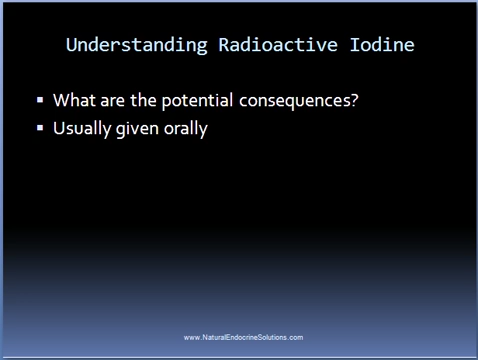 Understanding Radioactive Iodine
▪ What are the potential consequences?
▪ Usually given orally
www.NaturalEndocrineSolutions.com